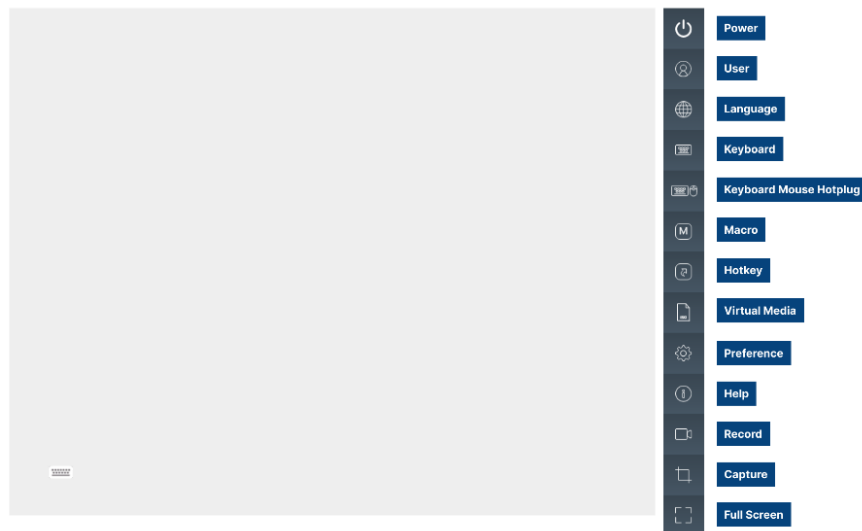 Power
User
Language
Keyboard
Keyboard Mouse Hotplug
M
Macro
Hotkey
Virtual Media
Preference
Help
Record
Capture
Full Screen